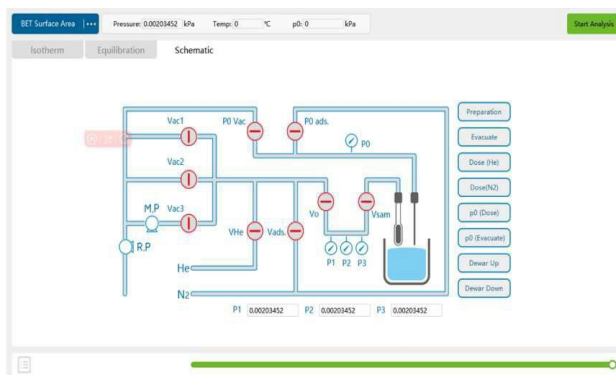 BET Surface Area ••• Pressure: 0.00203452 kPa Temp: 0 ℃ p0: 0 kPa Start Analysis
Isotherm Equilibration Schematic
Vac1 P0 Vac P0 ads. Preparation
P0 Evacuate
Vac2 Dose (He)
Dose(N2)
M.P Vac3 Vo Vsam p0 (Dose)
VHe Vads.
R.P p0 (Evacuate)
He P1 P2 P3 Dewar Up
N2 Dewar Down
P1 0.00203452 P2 0.00203452 P3 0.00203452